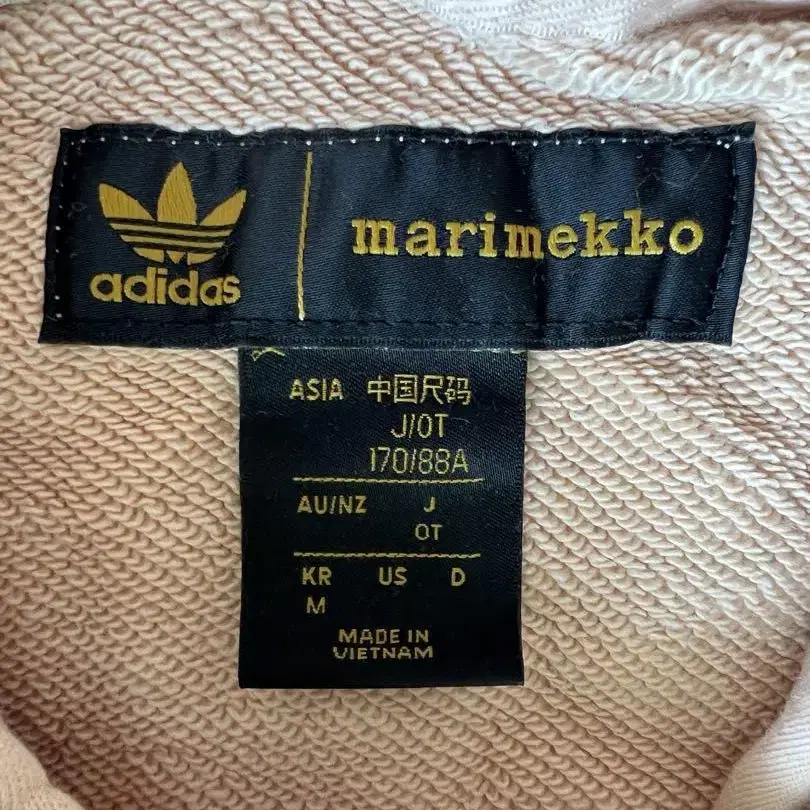 adidas
marimekko
ASIA 中国尺码
J/OT
170/88A
AU/NZ J
OT
KR US D
M
MADE IN
VIETNAM